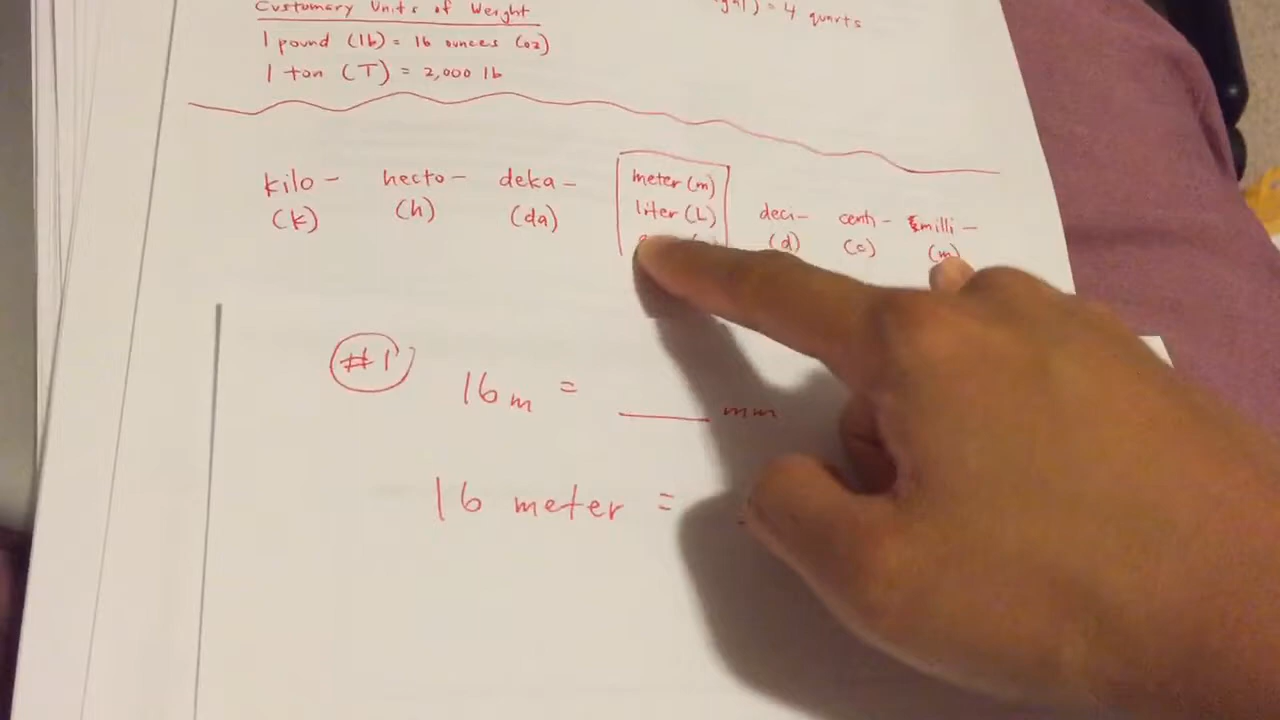 Customary Units of Weight
= 4 quarts
1 pound (lb) = 16 ounces (oz)
1 ton (T) = 2,000 lb
kilo- hecto- deka- meter (m)
(k) (h) (da) liter (L) deci- centi- milli-
(d) (c) (m)
#1 16 m = ____ mm
16 meter =